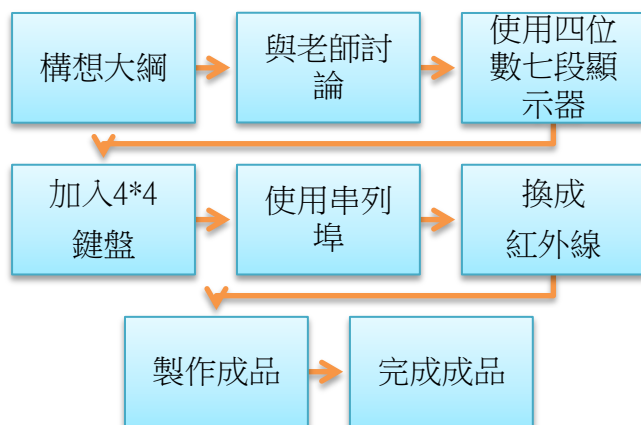 構想大綱
與老師討
論
使用四位
數七段顯
示器
加入4*4
鍵盤
使用串列
埠
換成
紅外線
製作成品
完成成品